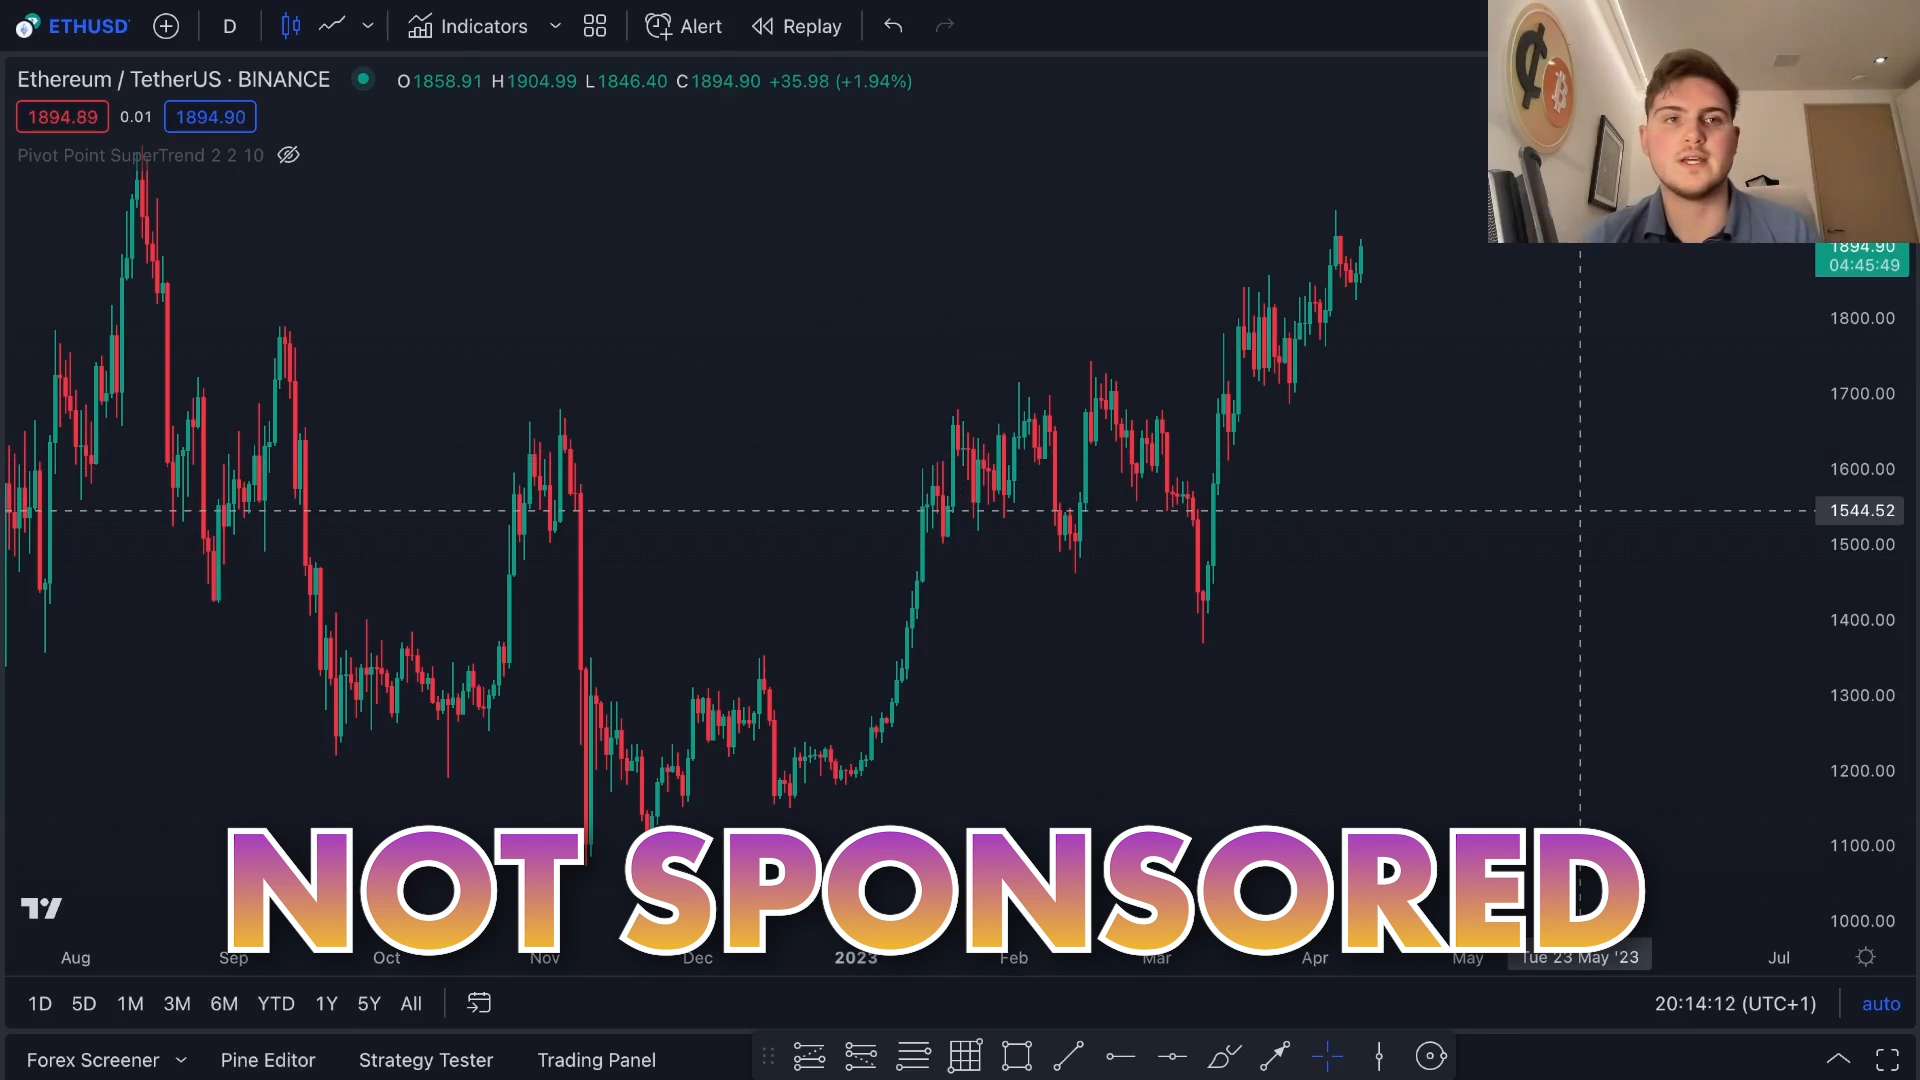 ETHUSD
D
Indicators
Alert
Replay
Ethereum / TetherUS · BINANCE
O1858.91 H1904.99 L1846.40 C1894.90 +35.98 (+1.94%)
1894.89 0.01 1894.90
Pivot Point SuperTrend 2 2 10
1894.90
04:45:49
1800.00
1700.00
1600.00
1544.52
1500.00
1400.00
1300.00
1200.00
1100.00
1000.00
NOT SPONSORED
Aug Sep Oct Nov Dec 2023 Feb Mar Apr May Tue 23 May '23 Jul
1D 5D 1M 3M 6M YTD 1Y 5Y All
20:14:12 (UTC+1) auto
Forex Screener Pine Editor Strategy Tester Trading Panel